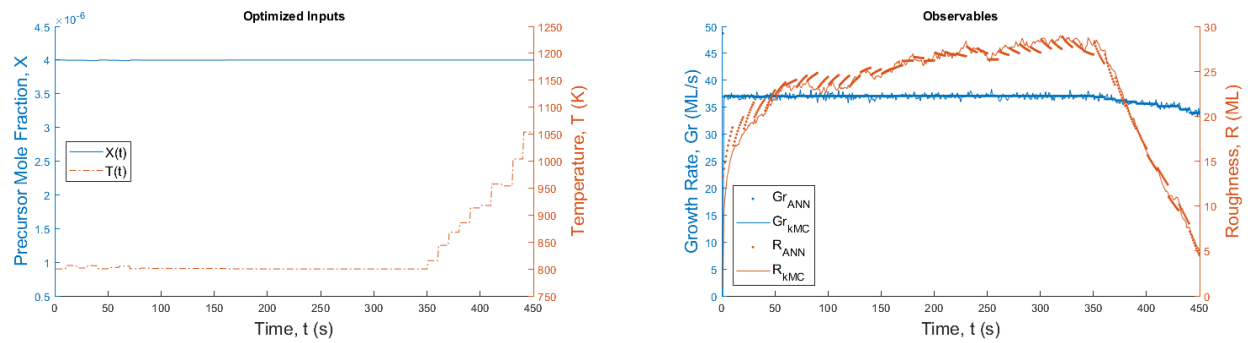 Optimized Inputs
×10⁻⁶
4.5
4
3.5
3
2.5
2
1.5
1
0.5
Precursor Mole Fraction, X
X(t)
T(t)
1250
1200
1150
1100
1050
1000
950
900
850
800
750
Temperature, T (K)
0 50 100 150 200 250 300 350 400 450
Time, t (s)
Observables
50
45
40
35
30
25
20
15
10
5
0
Growth Rate, Gr (ML/s)
Gr_ANN
Gr_kMC
R_ANN
R_kMC
30
25
20
15
10
5
0
Roughness, R (ML)
0 50 100 150 200 250 300 350 400 450
Time, t (s)